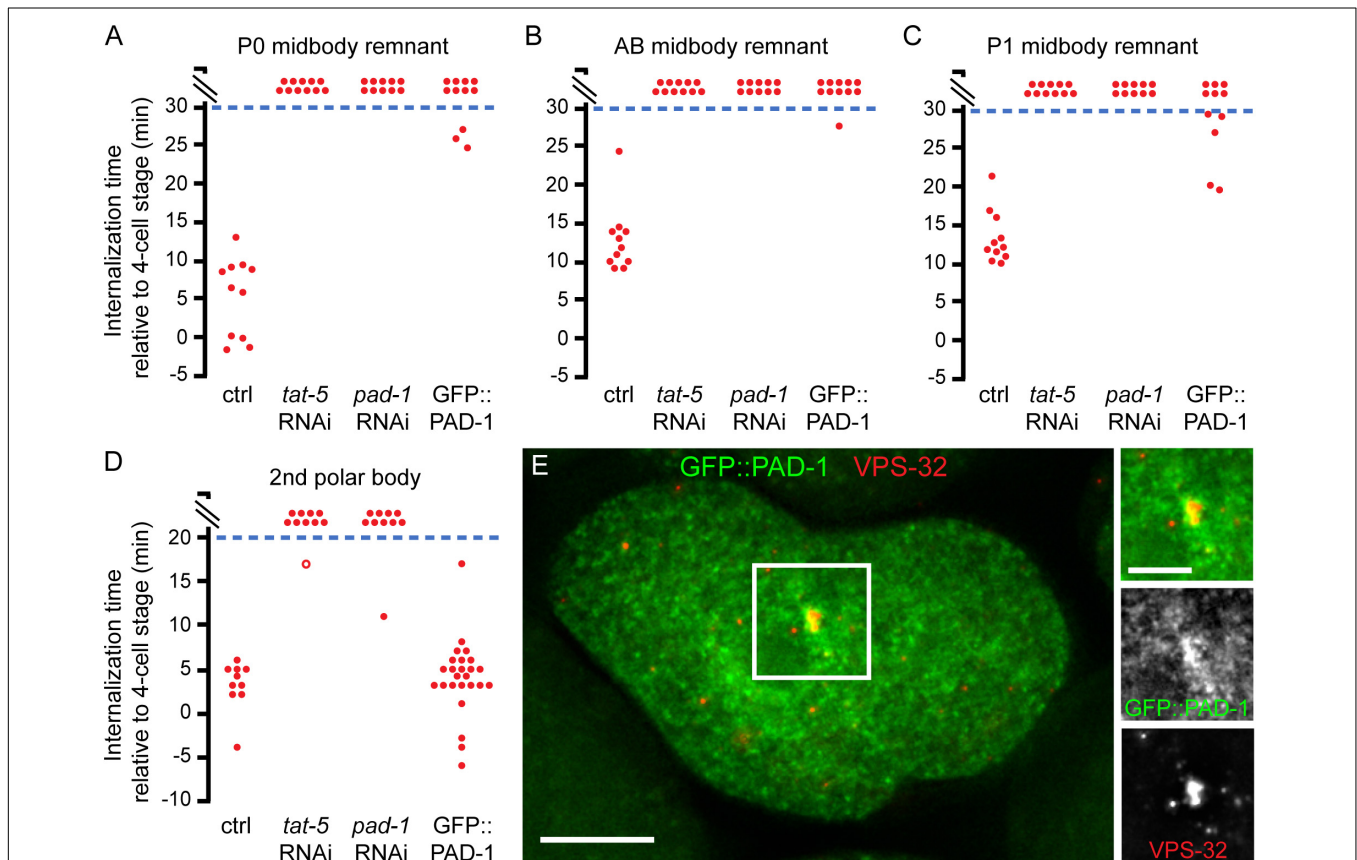 A
P0 midbody remnant
Internalization time
relative to 4-cell stage (min)
30
25
20
15
10
5
0
-5
ctrl
tat-5
RNAi
pad-1
RNAi
GFP::
PAD-1
B
AB midbody remnant
30
25
20
15
10
5
0
-5
ctrl
tat-5
RNAi
pad-1
RNAi
GFP::
PAD-1
C
P1 midbody remnant
30
25
20
15
10
5
0
-5
ctrl
tat-5
RNAi
pad-1
RNAi
GFP::
PAD-1
D
2nd polar body
Internalization time
relative to 4-cell stage (min)
20
15
10
5
0
-5
-10
ctrl
tat-5
RNAi
pad-1
RNAi
GFP::
PAD-1
E
GFP::PAD-1 VPS-32
GFP::PAD-1
VPS-32